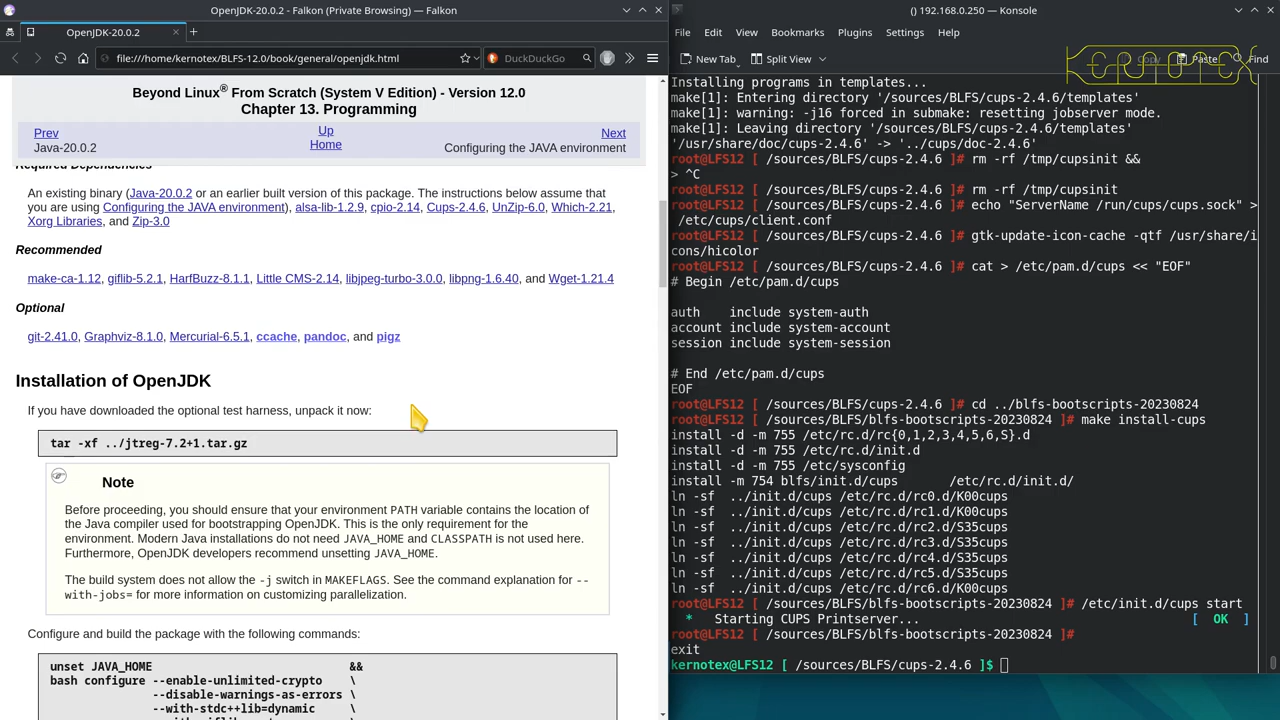 OpenJDK-20.0.2 - Falkon (Private Browsing) — Falkon
OpenJDK-20.0.2
file:///home/kernotex/BLFS-12.0/book/general/openjdk.html
DuckDuckGo
Beyond Linux® From Scratch (System V Edition) - Version 12.0
Chapter 13. Programming
Prev
Up
Next
Java-20.0.2
Home
Configuring the JAVA environment
Required Dependencies
An existing binary (Java-20.0.2 or an earlier built version of this package. The instructions below assume that
you are using Configuring the JAVA environment), alsa-lib-1.2.9, cpio-2.14, Cups-2.4.6, UnZip-6.0, Which-2.21,
Xorg Libraries, and Zip-3.0
Recommended
make-ca-1.12, giflib-5.2.1, HarfBuzz-8.1.1, Little CMS-2.14, libjpeg-turbo-3.0.0, libpng-1.6.40, and Wget-1.21.4
Optional
git-2.41.0, Graphviz-8.1.0, Mercurial-6.5.1, ccache, pandoc, and pigz
Installation of OpenJDK
If you have downloaded the optional test harness, unpack it now:
tar -xf ../jtreg-7.2+1.tar.gz
Note
Before proceeding, you should ensure that your environment PATH variable contains the location of
the Java compiler used for bootstrapping OpenJDK. This is the only requirement for the
environment. Modern Java installations do not need JAVA_HOME and CLASSPATH is not used here.
Furthermore, OpenJDK developers recommend unsetting JAVA_HOME.
The build system does not allow the -j switch in MAKEFLAGS. See the command explanation for --
with-jobs= for more information on customizing parallelization.
Configure and build the package with the following commands:
unset JAVA_HOME &&
bash configure --enable-unlimited-crypto \
--disable-warnings-as-errors \
--with-stdc++lib=dynamic \
() 192.168.0.250 — Konsole
File Edit View Bookmarks Plugins Settings Help
New Tab Split View Copy Paste Find
KERNOTEX
Installing programs in templates...
make[1]: Entering directory '/sources/BLFS/cups-2.4.6/templates'
make[1]: warning: -j16 forced in submake: resetting jobserver mode.
make[1]: Leaving directory '/sources/BLFS/cups-2.4.6/templates'
'/usr/share/doc/cups-2.4.6' -> '../cups/doc-2.4.6'
root@LFS12 [ /sources/BLFS/cups-2.4.6 ]# rm -rf /tmp/cupsinit &&
> ^C
root@LFS12 [ /sources/BLFS/cups-2.4.6 ]# rm -rf /tmp/cupsinit
root@LFS12 [ /sources/BLFS/cups-2.4.6 ]# echo "ServerName /run/cups/cups.sock" >
/etc/cups/client.conf
root@LFS12 [ /sources/BLFS/cups-2.4.6 ]# gtk-update-icon-cache -qtf /usr/share/i
cons/hicolor
root@LFS12 [ /sources/BLFS/cups-2.4.6 ]# cat > /etc/pam.d/cups << "EOF"
# Begin /etc/pam.d/cups
auth include system-auth
account include system-account
session include system-session
# End /etc/pam.d/cups
EOF
root@LFS12 [ /sources/BLFS/cups-2.4.6 ]# cd ../blfs-bootscripts-20230824
root@LFS12 [ /sources/BLFS/blfs-bootscripts-20230824 ]# make install-cups
install -d -m 755 /etc/rc.d/rc{0,1,2,3,4,5,6,S}.d
install -d -m 755 /etc/rc.d/init.d
install -d -m 755 /etc/sysconfig
install -m 754 blfs/init.d/cups /etc/rc.d/init.d/
ln -sf ../init.d/cups /etc/rc.d/rc0.d/K00cups
ln -sf ../init.d/cups /etc/rc.d/rc1.d/K00cups
ln -sf ../init.d/cups /etc/rc.d/rc2.d/S35cups
ln -sf ../init.d/cups /etc/rc.d/rc3.d/S35cups
ln -sf ../init.d/cups /etc/rc.d/rc4.d/S35cups
ln -sf ../init.d/cups /etc/rc.d/rc5.d/S35cups
ln -sf ../init.d/cups /etc/rc.d/rc6.d/K00cups
root@LFS12 [ /sources/BLFS/blfs-bootscripts-20230824 ]# /etc/init.d/cups start
* Starting CUPS Printserver... [ OK ]
root@LFS12 [ /sources/BLFS/blfs-bootscripts-20230824 ]#
exit
kernotex@LFS12 [ /sources/BLFS/cups-2.4.6 ]$